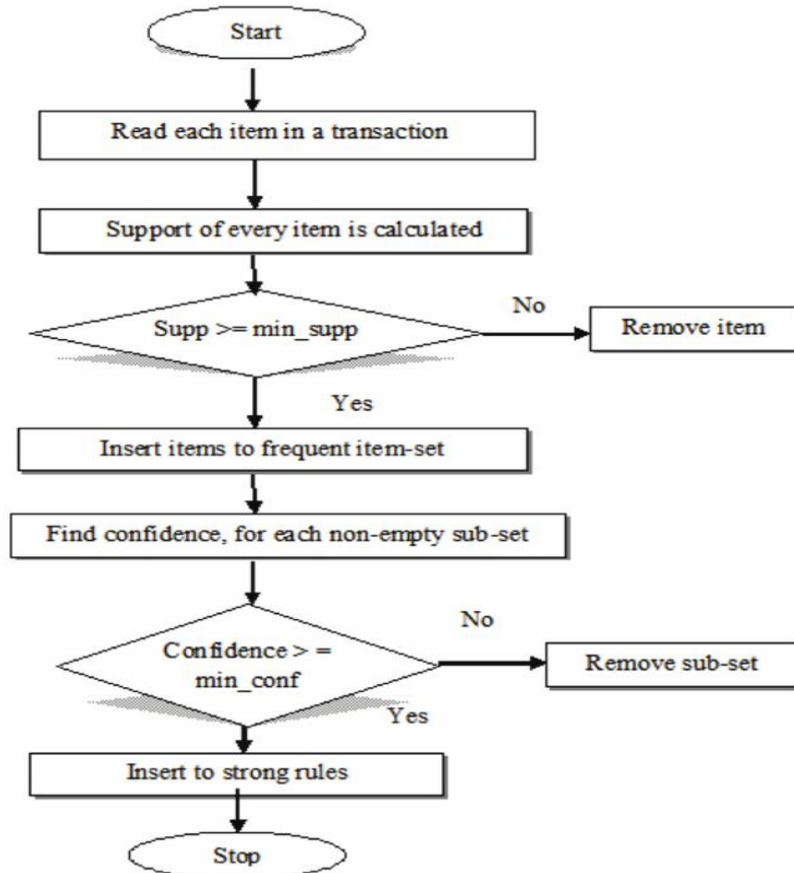 Start
Read each item in a transaction
Support of every item is calculated
Supp >= min_supp
No
Remove item
Yes
Insert items to frequent item-set
Find confidence, for each non-empty sub-set
Confidence > =
min_conf
No
Remove sub-set
Yes
Insert to strong rules
Stop